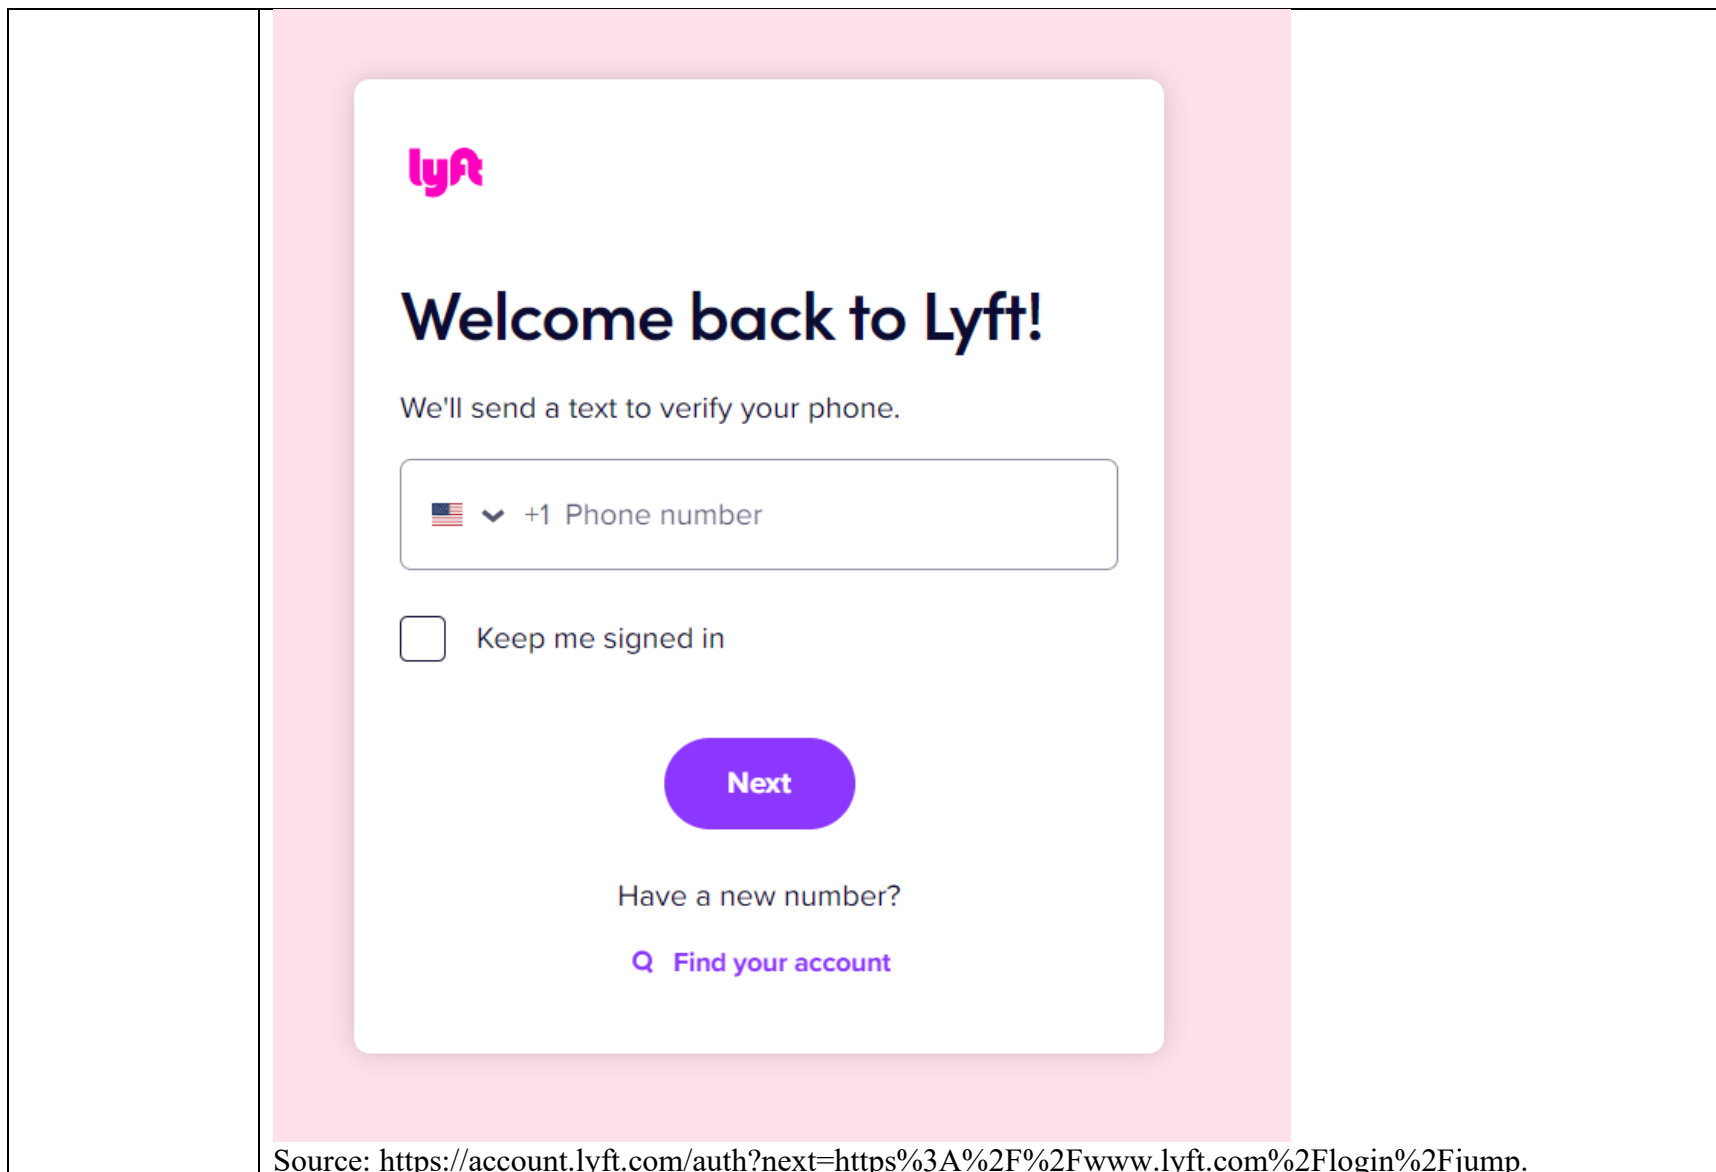 lyft
Welcome back to Lyft!
We'll send a text to verify your phone.
+1 Phone number
Keep me signed in
Next
Have a new number?
Find your account
Source: https://account.lyft.com/auth?next=https%3A%2F%2Fwww.lyft.com%2Flogin%2Fjump.